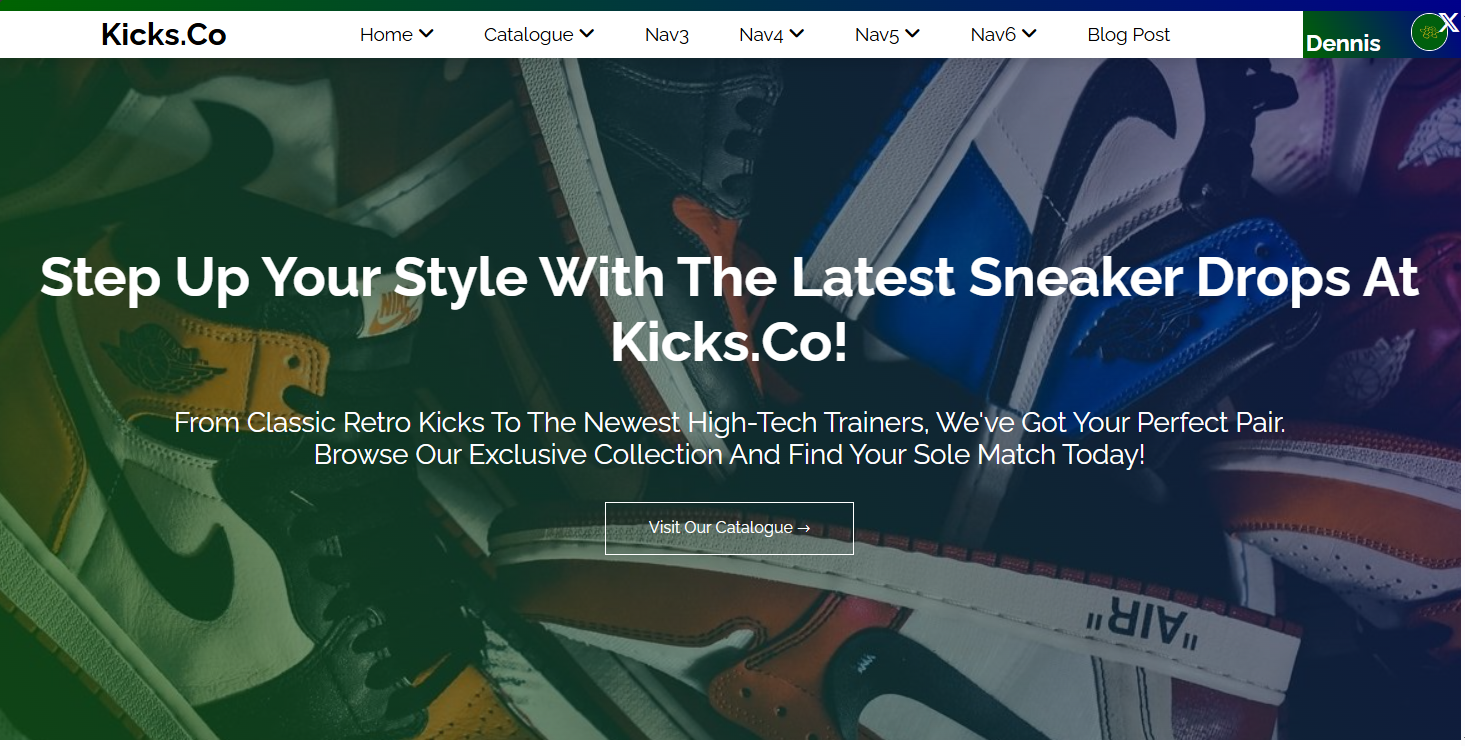 Kicks.Co
Home
Catalogue
Nav3
Nav4
Nav5
Nav6
Blog Post
Dennis
X
Step Up Your Style With The Latest Sneaker Drops At
Kicks.Co!
NIKE
From Classic Retro Kicks To The Newest High-Tech Trainers, We've Got Your Perfect Pair.
Browse Our Exclusive Collection And Find Your Sole Match Today!
Visit Our Catalogue →
"AIR"